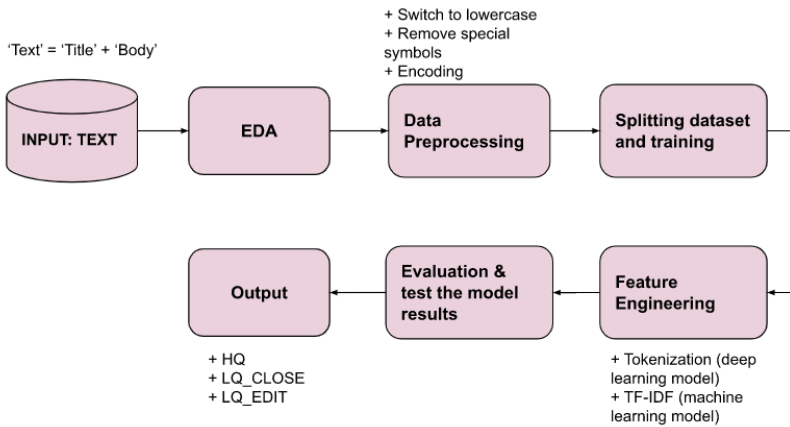 + Switch to lowercase
+ Remove special
symbols
+ Encoding
‘Text’ = ‘Title’ + ‘Body’
INPUT: TEXT
EDA
Data
Preprocessing
Splitting dataset
and training
Output
Evaluation &
test the model
results
Feature
Engineering
+ HQ
+ LQ_CLOSE
+ LQ_EDIT
+ Tokenization (deep
learning model)
+ TF-IDF (machine
learning model)